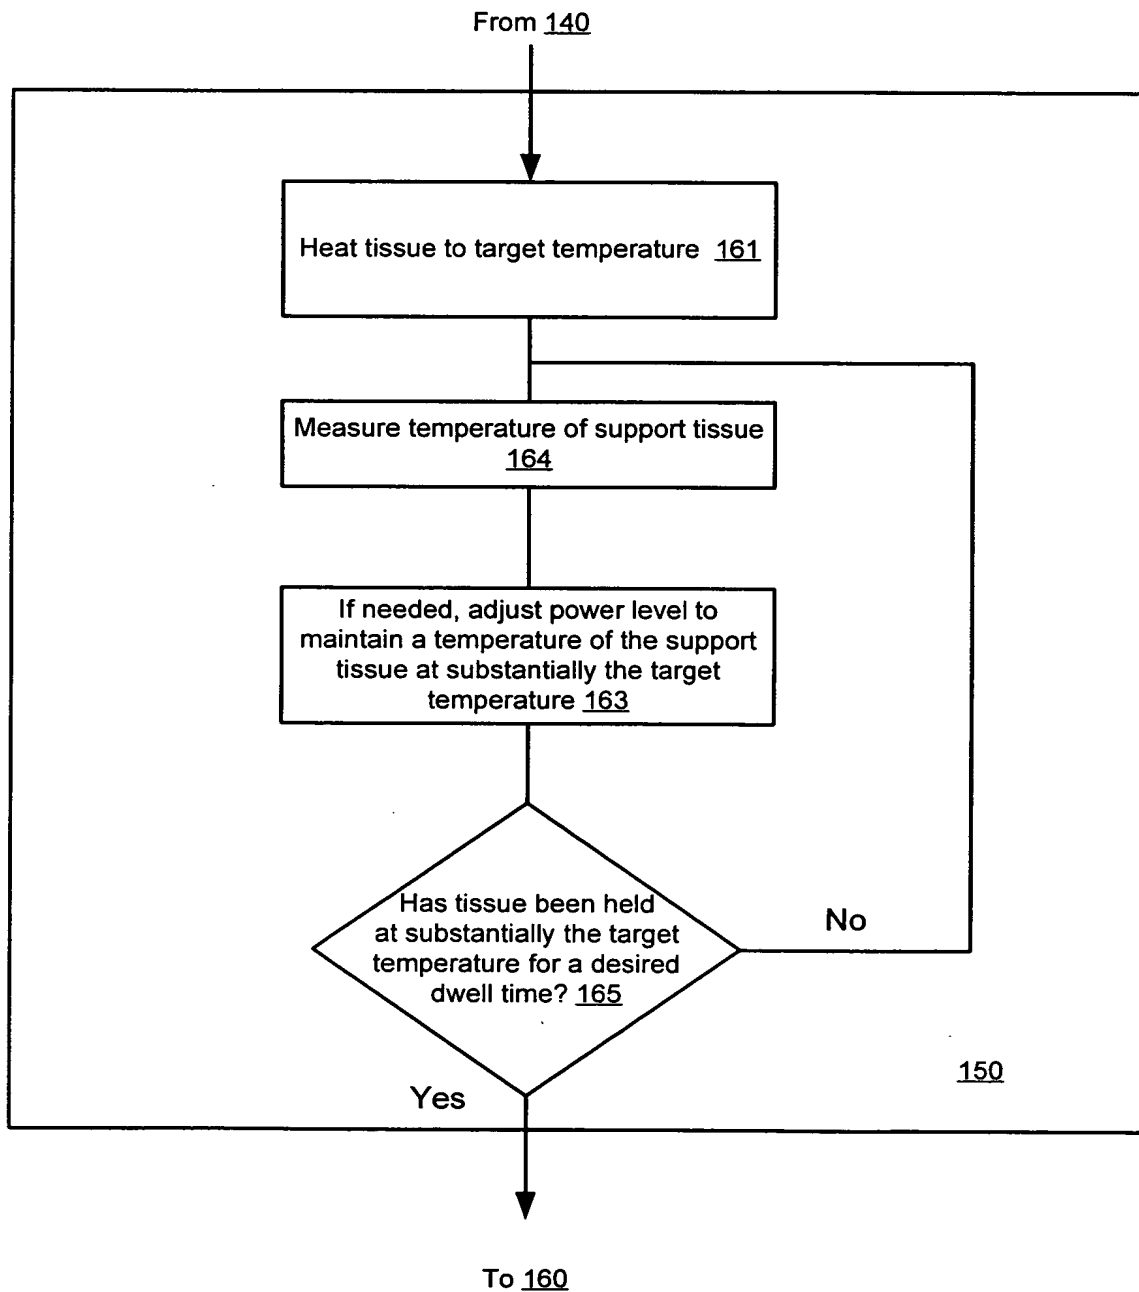 From 140
Heat tissue to target temperature 161
Measure temperature of support tissue
164
If needed, adjust power level to
maintain a temperature of the support
tissue at substantially the target
temperature 163
Has tissue been held
at substantially the target
temperature for a desired
dwell time? 165
No
150
Yes
To 160